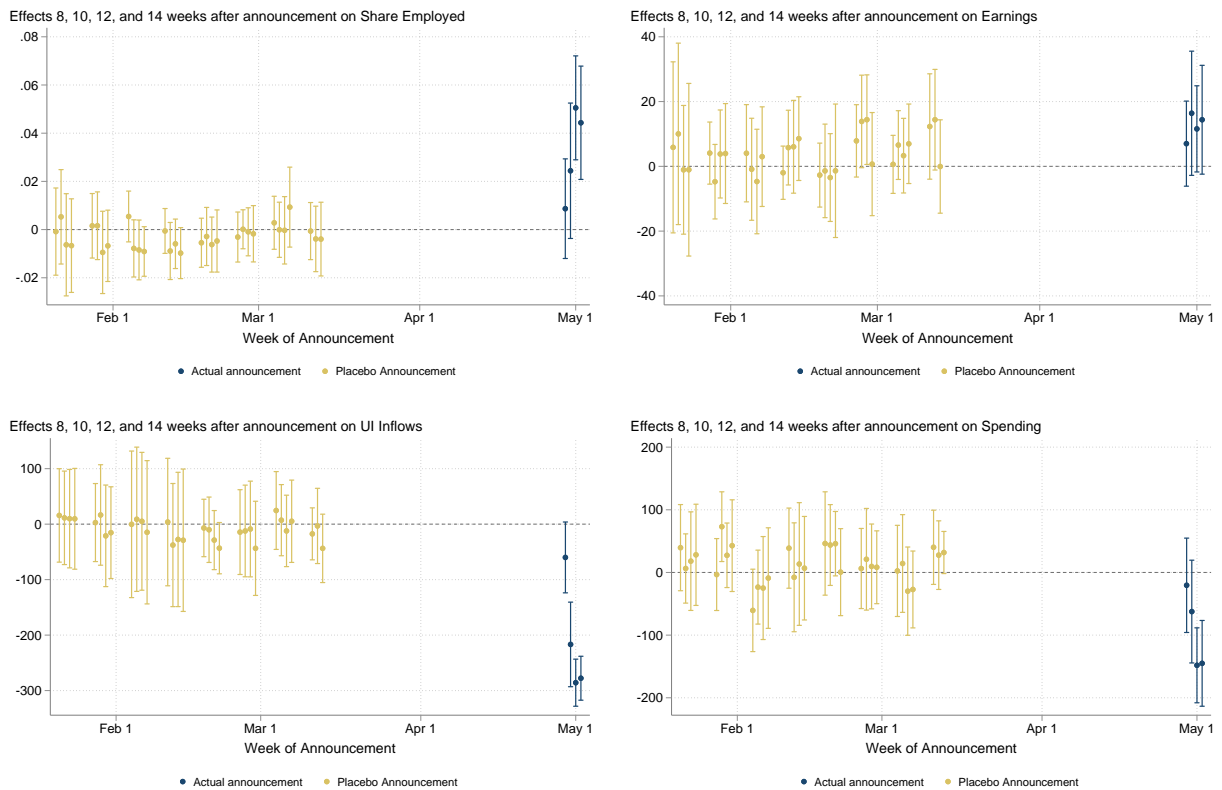 Effects 8, 10, 12, and 14 weeks after announcement on Share Employed
.08
.06
.04
.02
0
-.02
Feb 1
Mar 1
Apr 1
May 1
Week of Announcement
Actual announcement
Placebo Announcement
Effects 8, 10, 12, and 14 weeks after announcement on Earnings
40
20
0
-20
-40
Feb 1
Mar 1
Apr 1
May 1
Week of Announcement
Actual announcement
Placebo Announcement
Effects 8, 10, 12, and 14 weeks after announcement on UI Inflows
100
0
-100
-200
-300
Feb 1
Mar 1
Apr 1
May 1
Week of Announcement
Actual announcement
Placebo Announcement
Effects 8, 10, 12, and 14 weeks after announcement on Spending
200
100
0
-100
-200
Feb 1
Mar 1
Apr 1
May 1
Week of Announcement
Actual announcement
Placebo Announcement